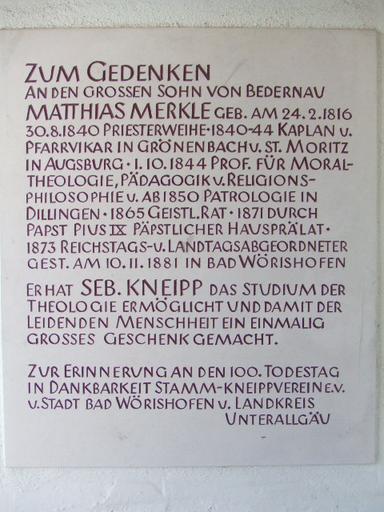 ZUM GEDENKEN
AN DEN GROSSEN SOHN VON BEDERNAU
MATTHIAS MERKLE GEB. AM 24.2.1816
30.8.1840 PRIESTERWEIHE·1840-44 KAPLAN U.
PFARRVIKAR IN GRÖNENBACH U. ST. MORITZ
IN AUGSBURG · 1.10.1844 PROF. FÜR MORAL-
THEOLOGIE, PÄDAGOGIK U. RELIGIONS-
PHILOSOPHIE U. AB 1850 PATROLOGIE IN
DILLINGEN · 1865 GEISTL. RAT · 1871 DURCH
PAPST PIUS IX PÄPSTLICHER HAUSPRÄLAT ·
1873 REICHSTAGS-U. LANDTAGSABGEORDNETER
GEST. AM 10.11.1881 IN BAD WÖRISHOFEN
ER HAT SEB. KNEIPP DAS STUDIUM DER
THEOLOGIE ERMÖGLICHT UND DAMIT DER
LEIDENDEN MENSCHHEIT EIN EINMALIG
GROSSES GESCHENK GEMACHT.
ZUR ERINNERUNG AN DEN 100. TODESTAG
IN DANKBARKEIT STAMM-KNEIPPVEREIN E.V.
U. STADT BAD WÖRISHOFEN U. LANDKREIS
UNTERALLGÄU